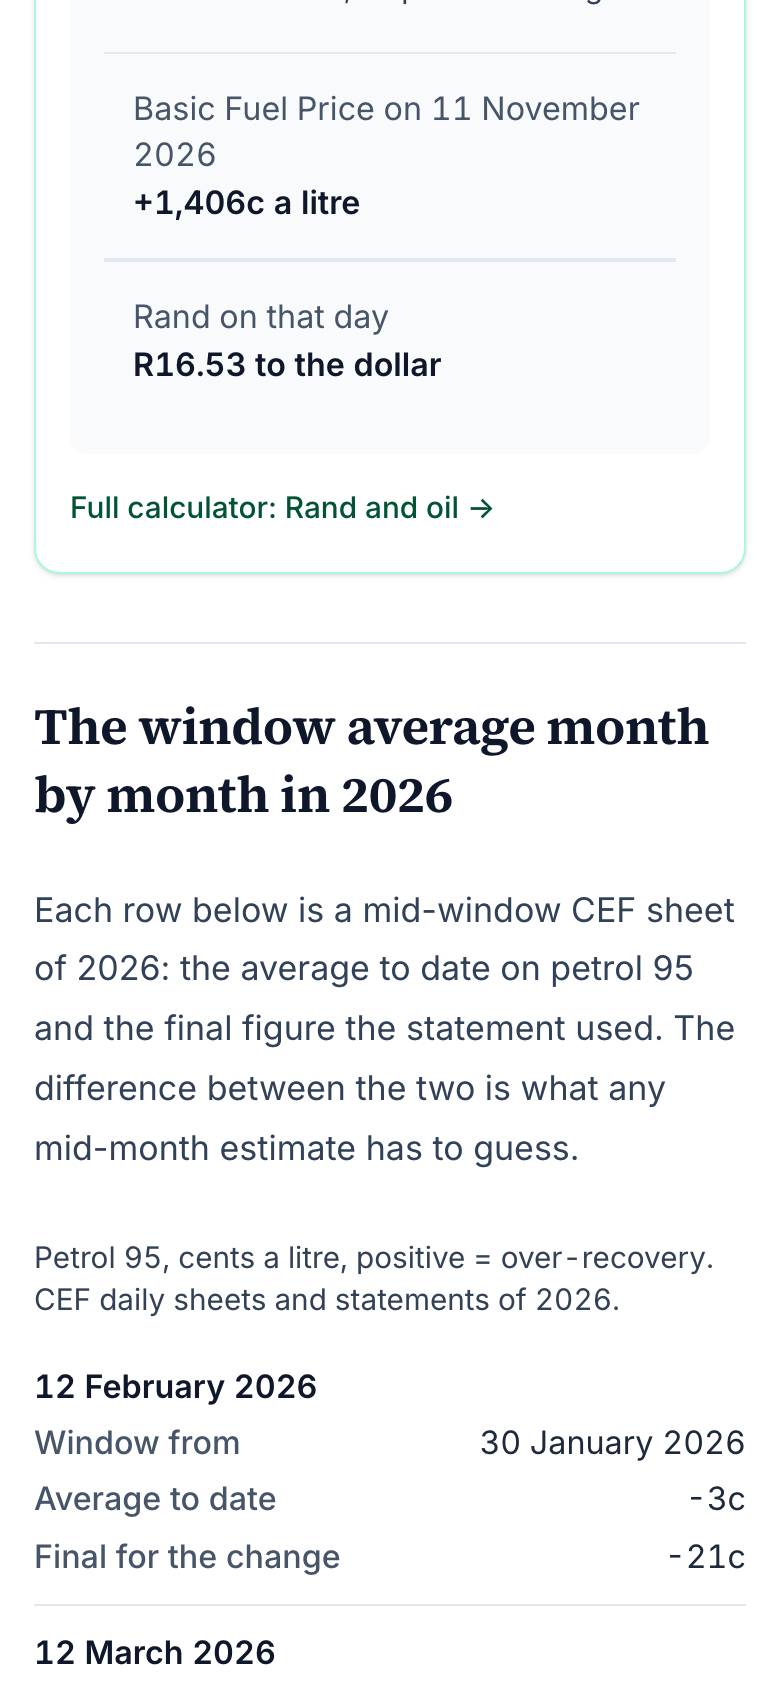 Basic Fuel Price on 11 November
2026
+1,406c a litre
Rand on that day
R16.53 to the dollar
Full calculator: Rand and oil →
The window average month
by month in 2026
Each row below is a mid-window CEF sheet
of 2026: the average to date on petrol 95
and the final figure the statement used. The
difference between the two is what any
mid-month estimate has to guess.
Petrol 95, cents a litre, positive = over-recovery.
CEF daily sheets and statements of 2026.
12 February 2026
Window from 30 January 2026
Average to date -3c
Final for the change -21c
12 March 2026